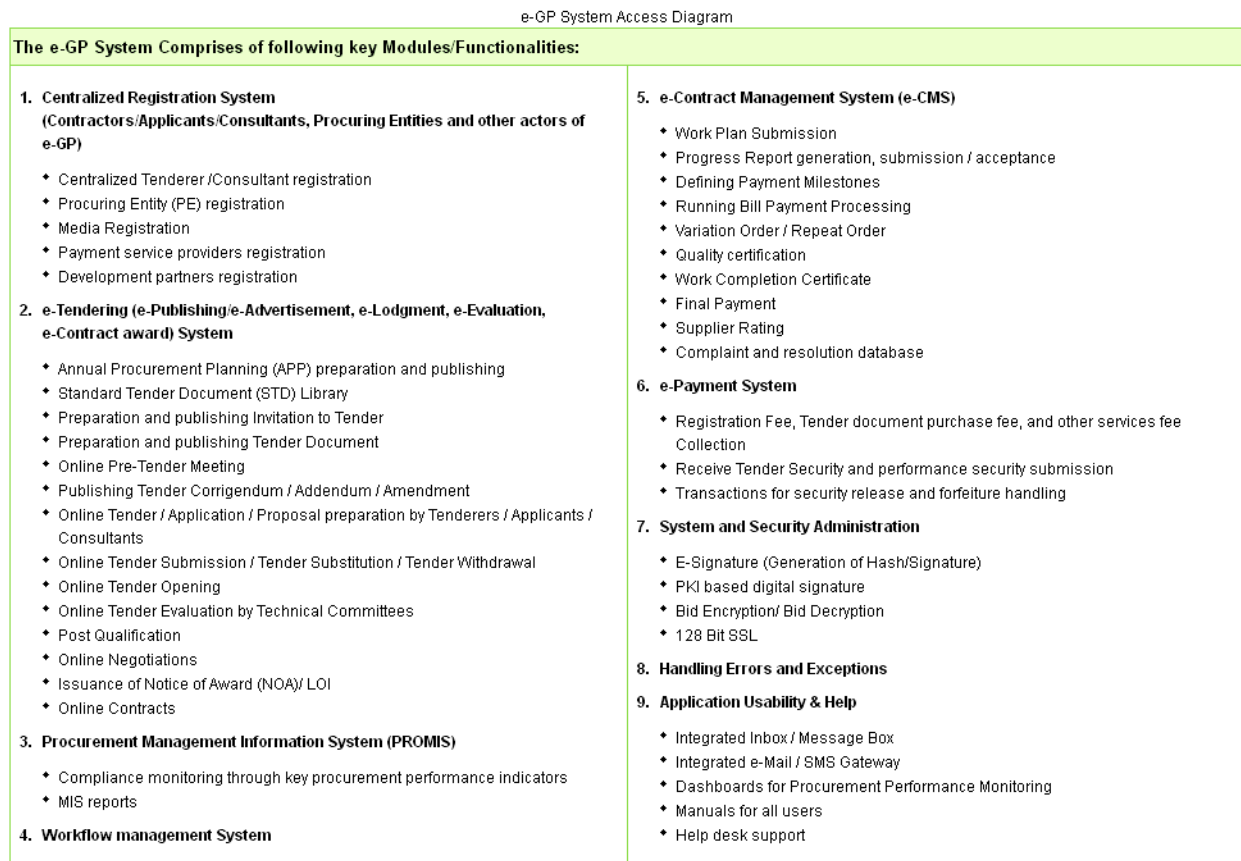 e-GP System Access Diagram
The e-GP System Comprises of following key Modules/Functionalities:
1. Centralized Registration System
(Contractors/Applicants/Consultants, Procuring Entities and other actors of
e-GP)
◆ Centralized Tenderer /Consultant registration
◆ Procuring Entity (PE) registration
◆ Media Registration
◆ Payment service providers registration
◆ Development partners registration
2. e-Tendering (e-Publishing/e-Advertisement, e-Lodgment, e-Evaluation,
e-Contract award) System
◆ Annual Procurement Planning (APP) preparation and publishing
◆ Standard Tender Document (STD) Library
◆ Preparation and publishing Invitation to Tender
◆ Preparation and publishing Tender Document
◆ Online Pre-Tender Meeting
◆ Publishing Tender Corrigendum / Addendum / Amendment
◆ Online Tender / Application / Proposal preparation by Tenderers / Applicants /
Consultants
◆ Online Tender Submission / Tender Substitution / Tender Withdrawal
◆ Online Tender Opening
◆ Online Tender Evaluation by Technical Committees
◆ Post Qualification
◆ Online Negotiations
◆ Issuance of Notice of Award (NOA)/ LOI
◆ Online Contracts
3. Procurement Management Information System (PROMIS)
◆ Compliance monitoring through key procurement performance indicators
◆ MIS reports
4. Workflow management System
5. e-Contract Management System (e-CMS)
◆ Work Plan Submission
◆ Progress Report generation, submission / acceptance
◆ Defining Payment Milestones
◆ Running Bill Payment Processing
◆ Variation Order / Repeat Order
◆ Quality certification
◆ Work Completion Certificate
◆ Final Payment
◆ Supplier Rating
◆ Complaint and resolution database
6. e-Payment System
◆ Registration Fee, Tender document purchase fee, and other services fee
Collection
◆ Receive Tender Security and performance security submission
◆ Transactions for security release and forfeiture handling
7. System and Security Administration
◆ E-Signature (Generation of Hash/Signature)
◆ PKI based digital signature
◆ Bid Encryption/ Bid Decryption
◆ 128 Bit SSL
8. Handling Errors and Exceptions
9. Application Usability & Help
◆ Integrated Inbox / Message Box
◆ Integrated e-Mail / SMS Gateway
◆ Dashboards for Procurement Performance Monitoring
◆ Manuals for all users
◆ Help desk support